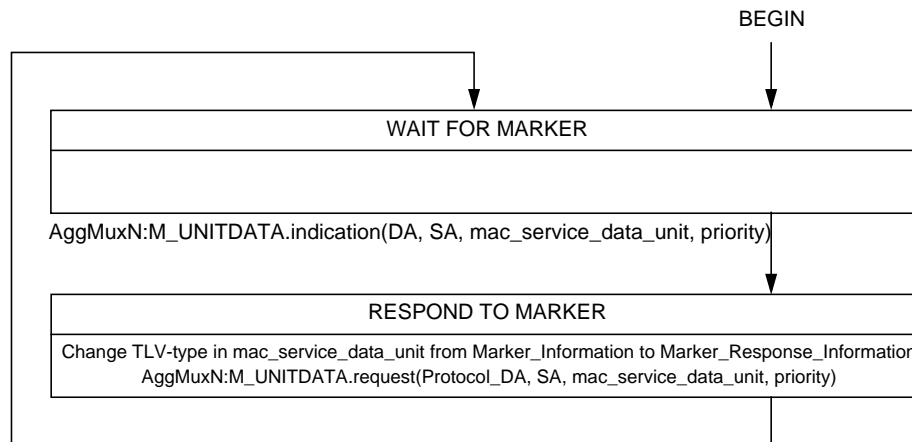 BEGIN
WAIT FOR MARKER
AggMuxN:M_UNITDATA.indication(DA, SA, mac_service_data_unit, priority)
RESPOND TO MARKER
Change TLV-type in mac_service_data_unit from Marker_Information to Marker_Response_Information
AggMuxN:M_UNITDATA.request(Protocol_DA, SA, mac_service_data_unit, priority)